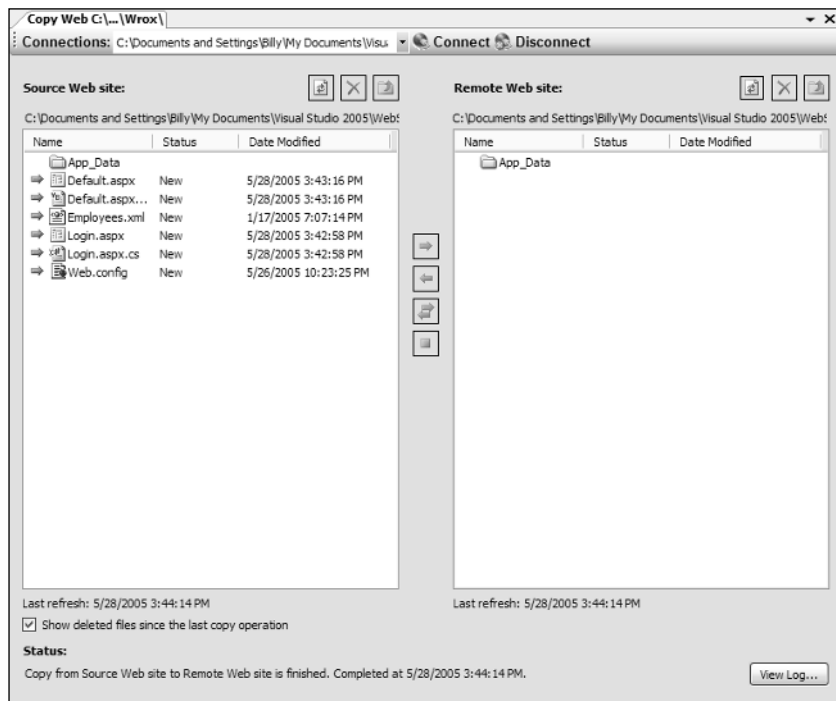 Copy Web C:\...\Wrox\
Connections: C:\Documents and Settings\Billy\My Documents\Visu Connect Disconnect
Source Web site:
C:\Documents and Settings\Billy\My Documents\Visual Studio 2005\WebS
Name Status Date Modified
App_Data
Default.aspx New 5/28/2005 3:43:16 PM
Default.aspx... New 5/28/2005 3:43:16 PM
Employees.xml New 1/17/2005 7:07:14 PM
Login.aspx New 5/28/2005 3:42:58 PM
Login.aspx.cs New 5/28/2005 3:42:58 PM
Web.config New 5/26/2005 10:23:25 PM
Last refresh: 5/28/2005 3:44:14 PM
Show deleted files since the last copy operation
Remote Web site:
C:\Documents and Settings\Billy\My Documents\Visual Studio 2005\WebS
Name Status Date Modified
App_Data
Last refresh: 5/28/2005 3:44:14 PM
Status:
Copy from Source Web site to Remote Web site is finished. Completed at 5/28/2005 3:44:14 PM.
View Log...